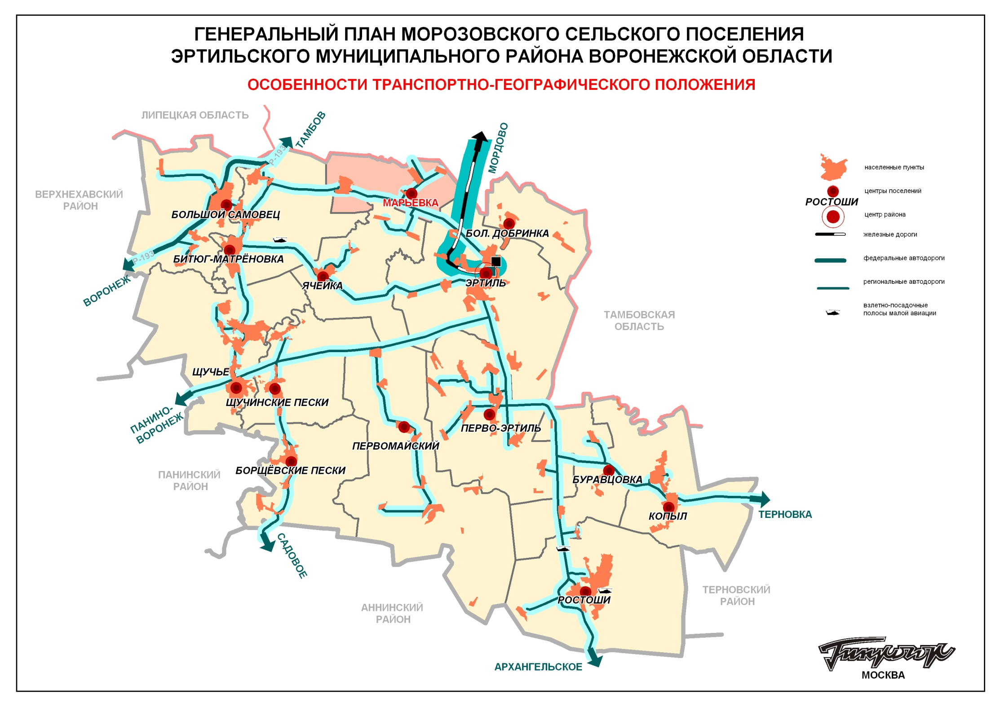 ГЕНЕРАЛЬНЫЙ ПЛАН МОРОЗОВСКОГО СЕЛЬСКОГО ПОСЕЛЕНИЯ
ЭРТИЛЬСКОГО МУНИЦИПАЛЬНОГО РАЙОНА ВОРОНЕЖСКОЙ ОБЛАСТИ
ОСОБЕННОСТИ ТРАНСПОРТНО-ГЕОГРАФИЧЕСКОГО ПОЛОЖЕНИЯ
ЛИПЕЦКАЯ ОБЛАСТЬ
ТАМБОВ
Р-193
МОРДОВО
ВЕРХНЕХАВСКИЙ
РАЙОН
МАРЬЕВКА
БОЛЬШОЙ САМОВЕЦ
БОЛ. ДОБРИНКА
Р-193
БИТЮГ-МАТРЁНОВКА
ВОРОНЕЖ
ЯЧЕЙКА
ЭРТИЛЬ
ТАМБОВСКАЯ
ОБЛАСТЬ
ЩУЧЬЕ
ЩУЧИНСКИЕ ПЕСКИ
ПАНИНО-
ВОРОНЕЖ
ПЕРВО-ЭРТИЛЬ
ПЕРВОМАЙСКИЙ
БОРЩЁВСКИЕ ПЕСКИ
ПАНИНСКИЙ
РАЙОН
БУРАВЦОВКА
КОПЫЛ
ТЕРНОВКА
САДОВОЕ
РОСТОШИ
АННИНСКИЙ
РАЙОН
ТЕРНОВСКИЙ
РАЙОН
АРХАНГЕЛЬСКОЕ
населенные пункты
центры поселений
РОСТОШИ
центр района
железные дороги
федеральные автодороги
региональные автодороги
взлетно-посадочные
полосы малой авиации
Гипрогор
МОСКВА